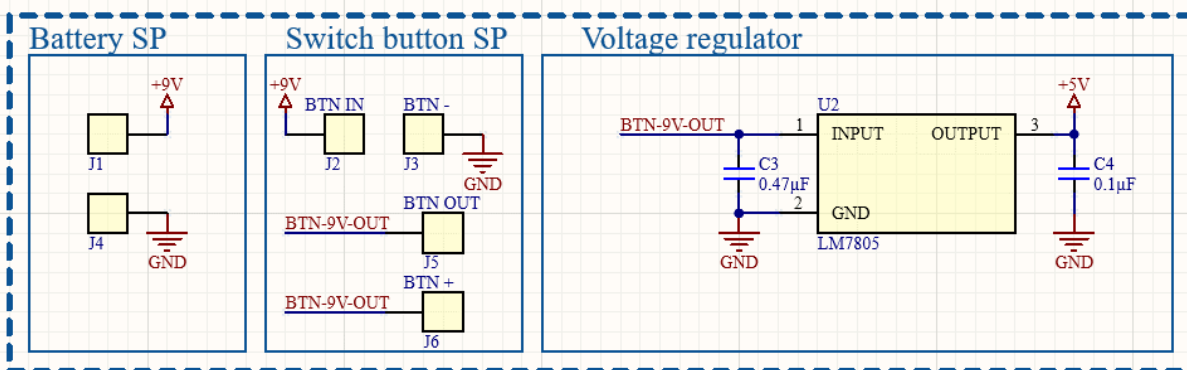 Battery SP
+9V
J1
J4
GND
Switch button SP
+9V
BTN IN
BTN -
J2
J3
GND
BTN OUT
BTN-9V-OUT
J5
BTN +
BTN-9V-OUT
J6
Voltage regulator
U2
+5V
BTN-9V-OUT
1
INPUT
OUTPUT
3
C3
0.47µF
C4
0.1µF
2
GND
LM7805
GND
GND